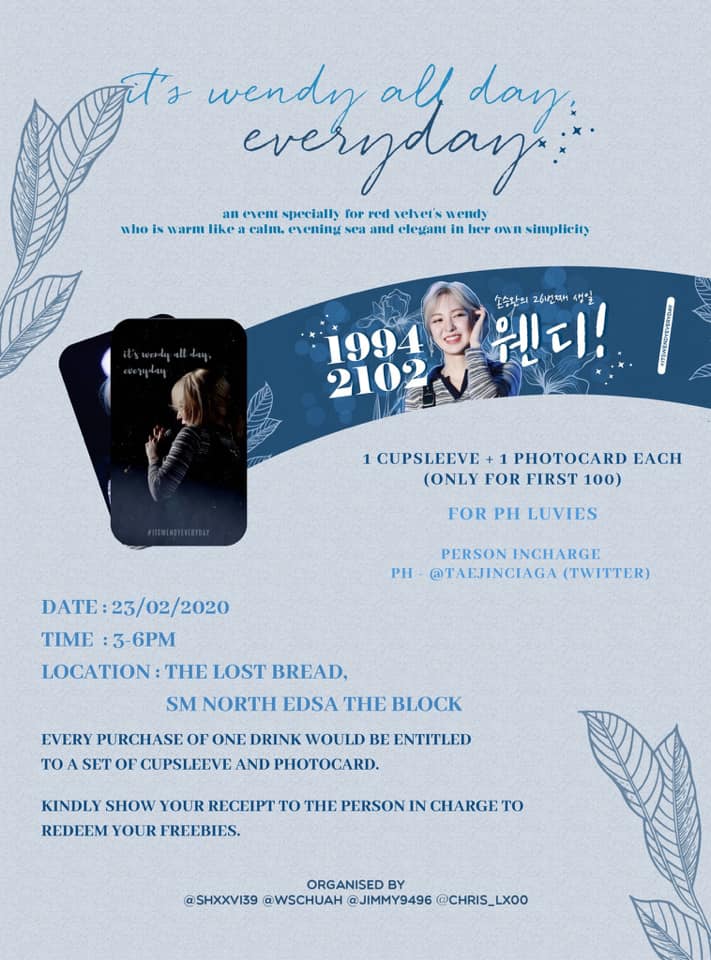 it's wendy all day,
everyday
an event specially for red velvet's wendy
who is warm like a calm, evening sea and elegant in her own simplicity
it's wendy all day,
everyday
#ITSWENDYEVERYDAY
1994
2102
손승완의 26번째 생일
웬디!
#ITSWENDYEVERYDAY
1 CUPSLEEVE + 1 PHOTOCARD EACH
(ONLY FOR FIRST 100)
FOR PH LUVIES
PERSON INCHARGE
PH - @TAEJINCIAGA (TWITTER)
DATE : 23/02/2020
TIME : 3-6PM
LOCATION : THE LOST BREAD,
SM NORTH EDSA THE BLOCK
EVERY PURCHASE OF ONE DRINK WOULD BE ENTITLED
TO A SET OF CUPSLEEVE AND PHOTOCARD.
KINDLY SHOW YOUR RECEIPT TO THE PERSON IN CHARGE TO
REDEEM YOUR FREEBIES.
ORGANISED BY
@SHXXVI39 @WSCHUAH @JIMMY9496 @CHRIS_LX00